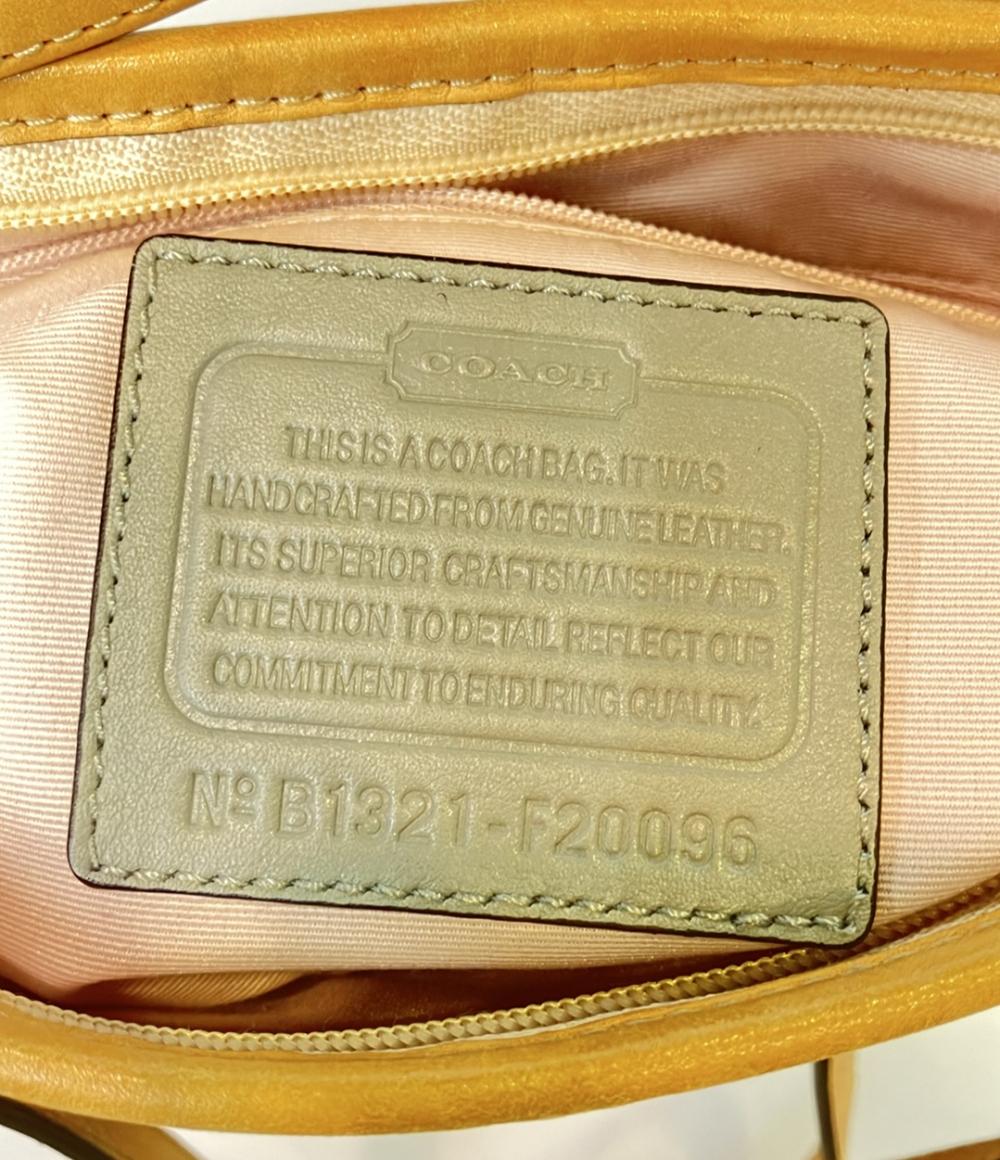 COACH
THIS IS A COACH BAG. IT WAS
HANDCRAFTED FROM GENUINE LEATHER.
ITS SUPERIOR CRAFTSMANSHIP AND
ATTENTION TO DETAIL REFLECT OUR
COMMITMENT TO ENDURING QUALITY.
Nº B1321-F20096